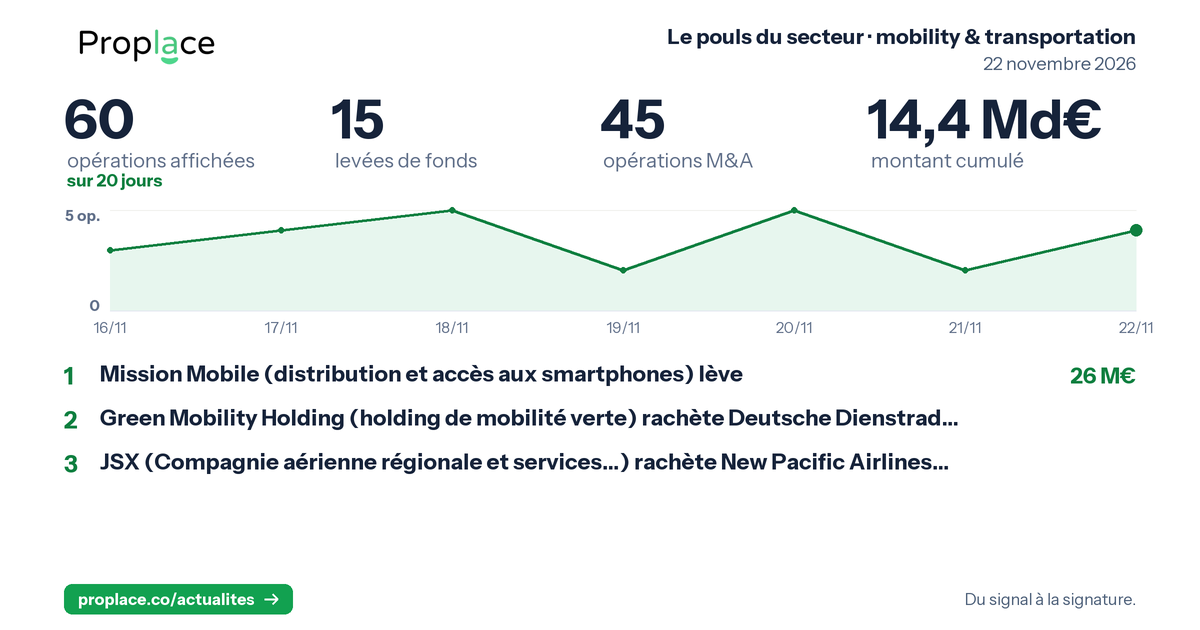 Proplace
Le pouls du secteur · mobility & transportation
22 novembre 2026
60
opérations affichées
sur 20 jours
15
levées de fonds
45
opérations M&A
14,4 Md€
montant cumulé
5 op.
0
16/11 17/11 18/11 19/11 20/11 21/11 22/11
1 Mission Mobile (distribution et accès aux smartphones) lève 26 M€
2 Green Mobility Holding (holding de mobilité verte) rachète Deutsche Dienstrad...
3 JSX (Compagnie aérienne régionale et services...) rachète New Pacific Airlines...
proplace.co/actualites →
Du signal à la signature.